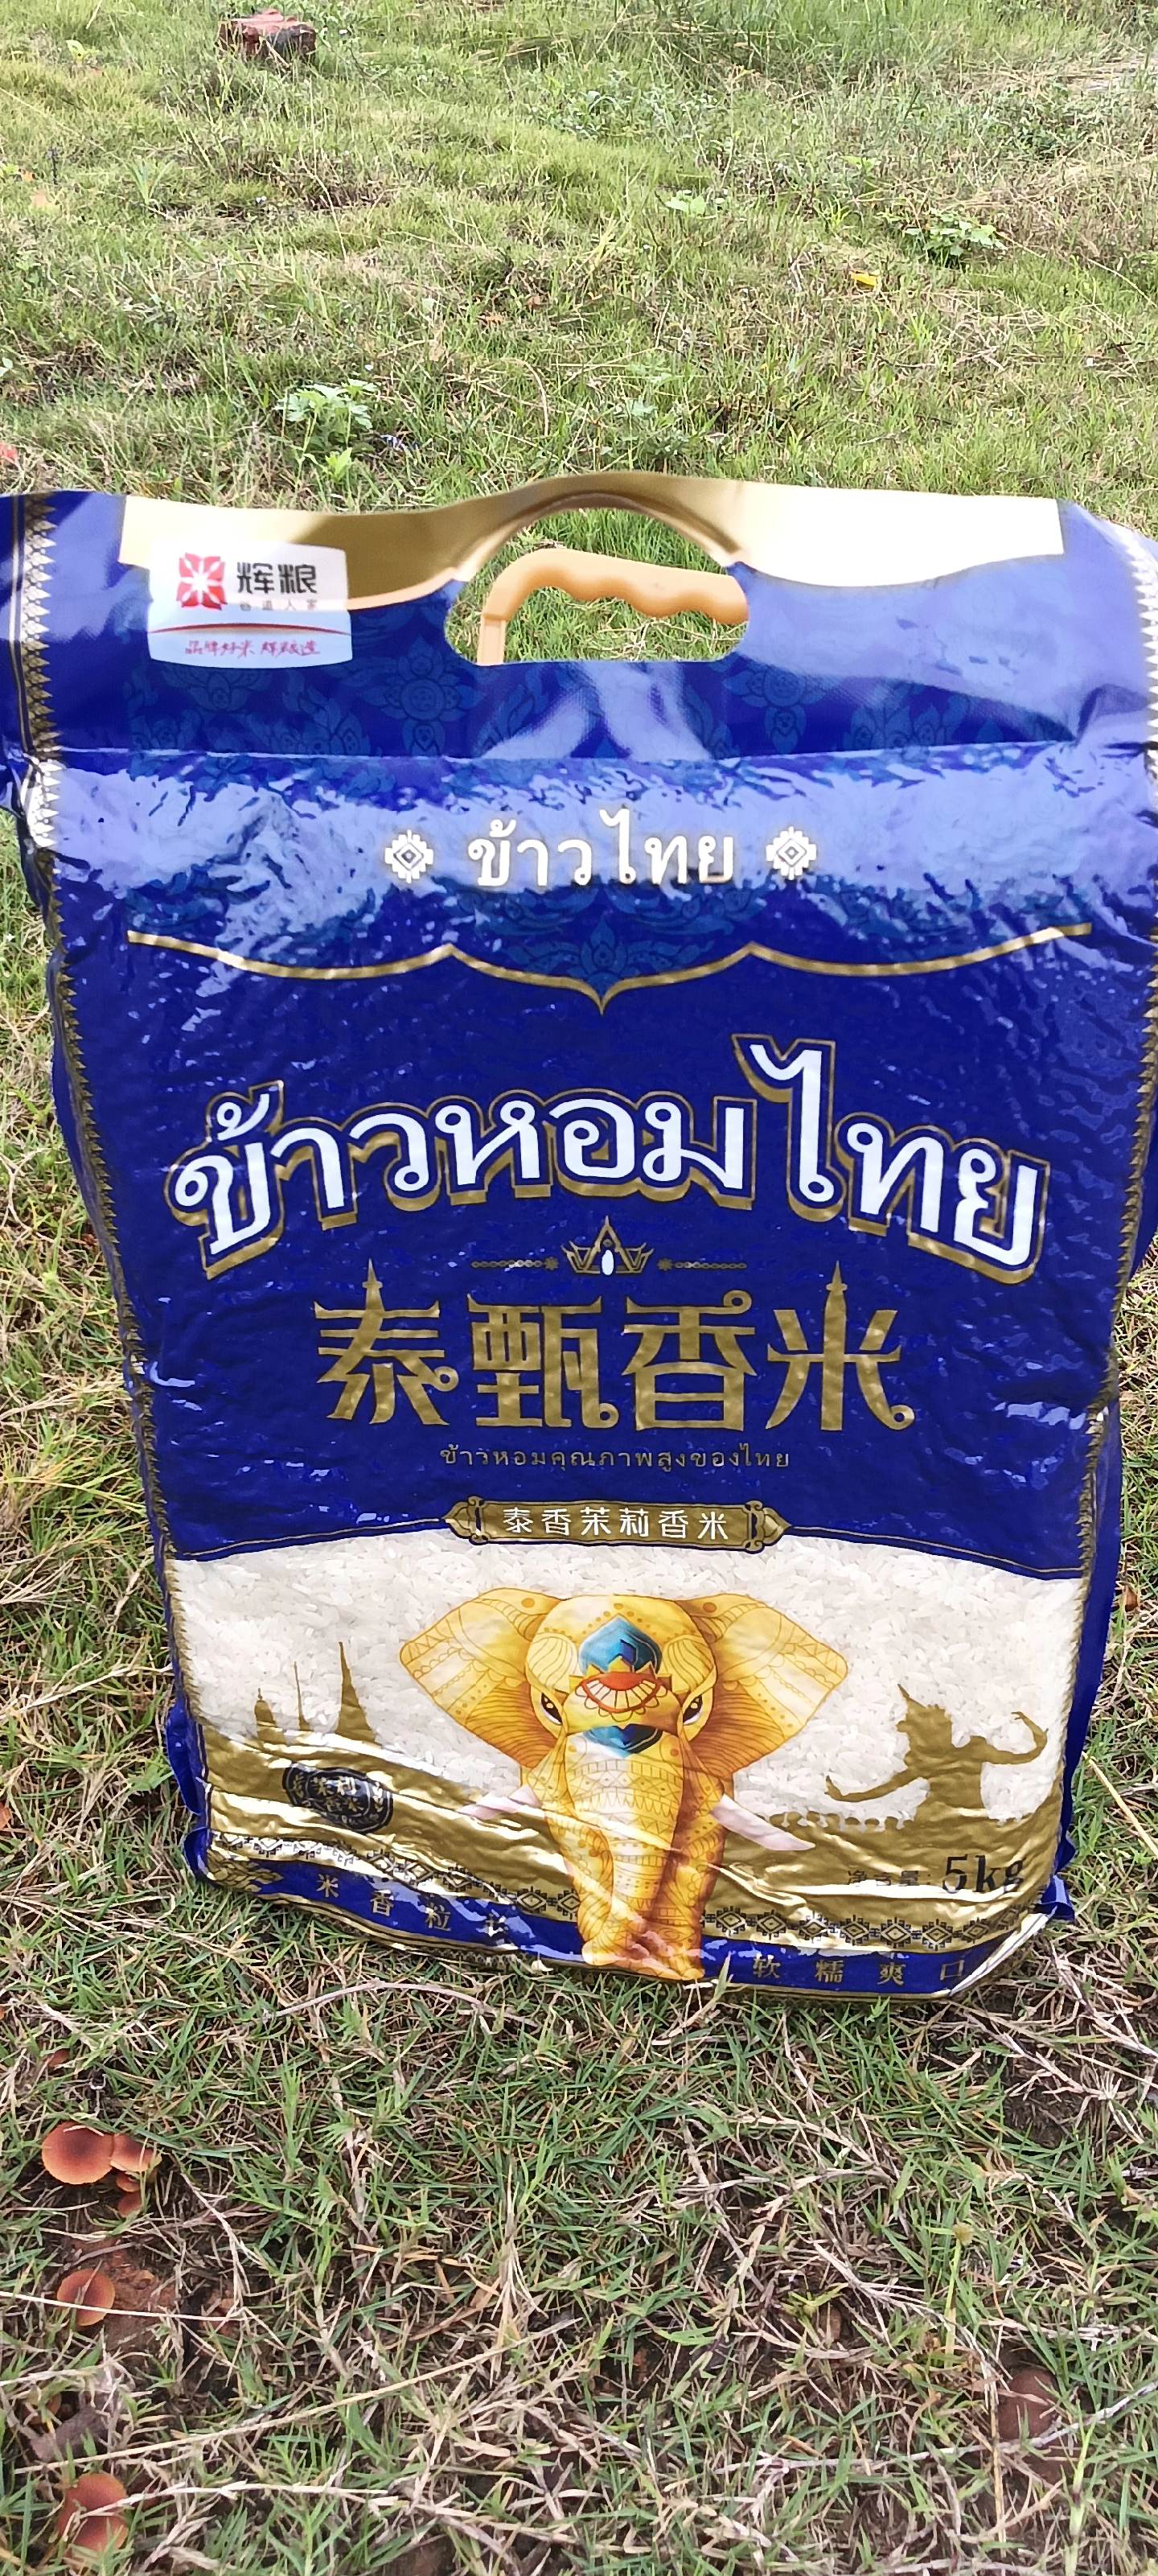 辉粮
品牌好米 辉粮造
ข้าวไทย
ข้าวหอมไทย
泰甄香米
ข้าวหอมคุณภาพสูงของไทย
泰香茉莉香米
净含量: 5kg
米香粒
软糯爽口